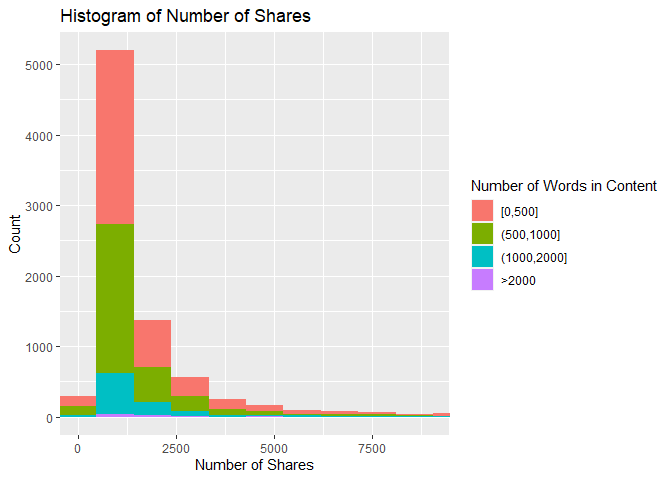 Histogram of Number of Shares
5000
4000
3000
2000
1000
0
Count
0 2500 5000 7500
Number of Shares
Number of Words in Content
[0,500]
(500,1000]
(1000,2000]
>2000